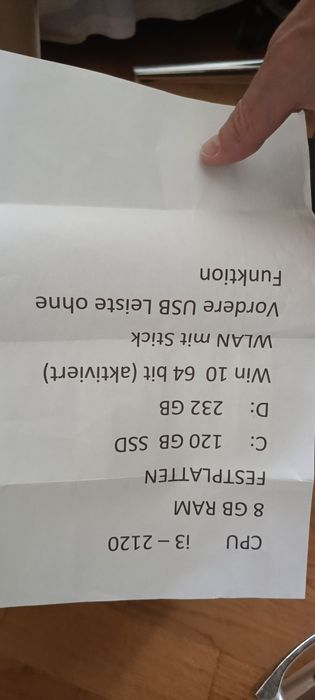 CPU i3 – 2120
8 GB RAM
FESTPLATTEN
C: 120 GB SSD
D: 232 GB
Win 10 64 bit (aktiviert)
WLAN mit Stick
Vordere USB Leiste ohne
Funktion